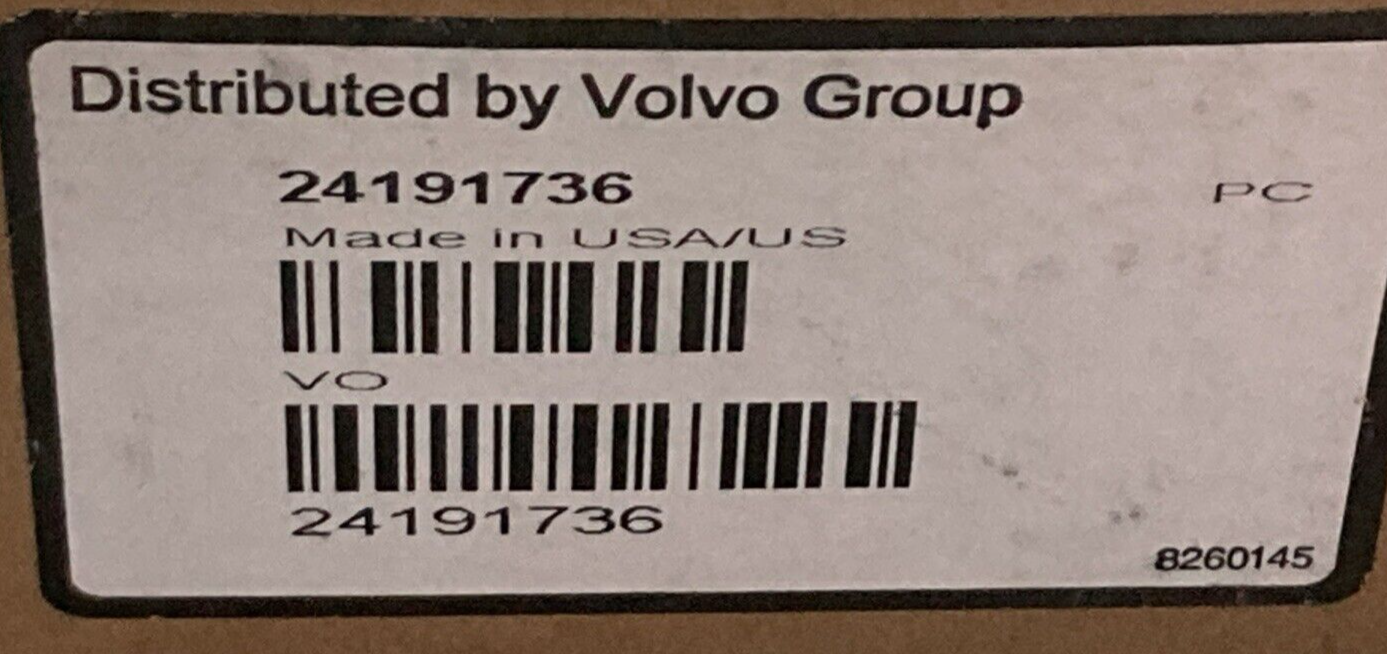 Distributed by Volvo Group
24191736 PC
Made in USA/US
VO
24191736
8260145